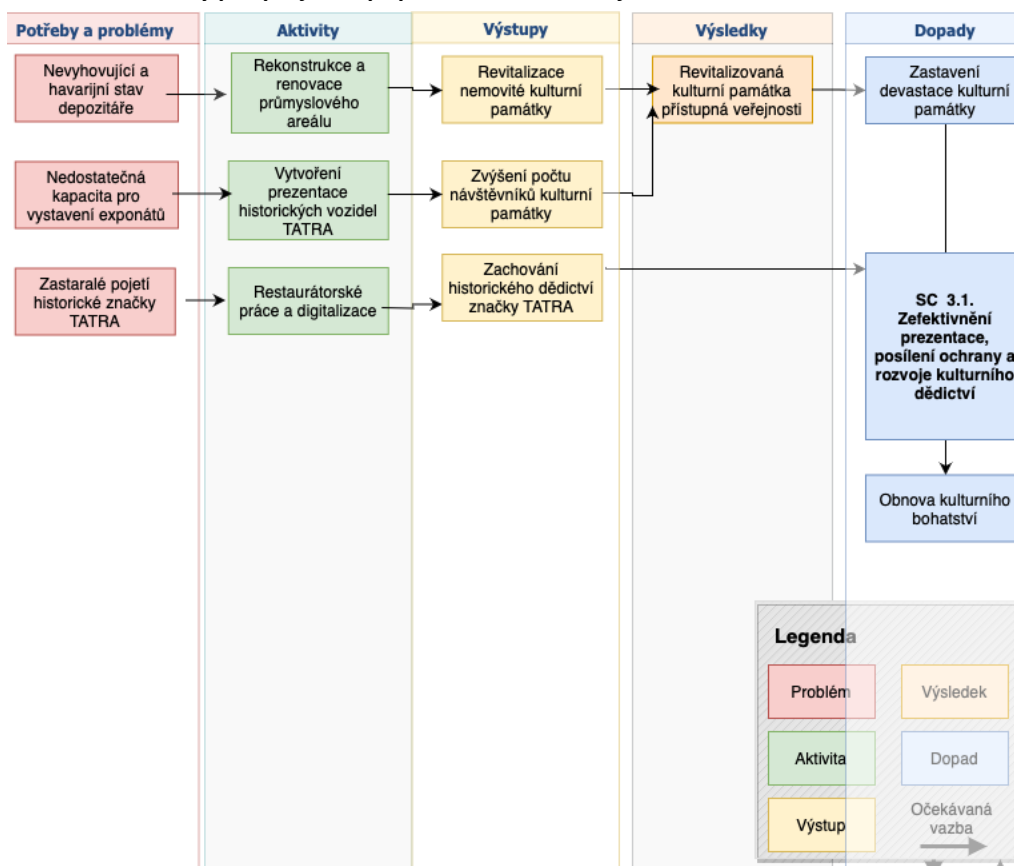 Potřeby a problémy
Aktivity
Výstupy
Výsledky
Dopady
Nevyhovující a
havarijní stav
depozitáře
Rekonstrukce a
renovace
průmyslového
areálu
Revitalizace
nemovité kulturní
památky
Revitalizovaná
kulturní památka
přístupná veřejnosti
Zastavení
devastace kulturní
památky
Nedostatečná
kapacita pro
vystavení exponátů
Vytvoření
prezentace
historických vozidel
TATRA
Zvýšení počtu
návštěvníků kulturní
památky
Zastaralé pojetí
historické značky
TATRA
Restaurátorské
práce a digitalizace
Zachování
historického dědictví
značky TATRA
SC 3.1.
Zefektivnění
prezentace,
posílení ochrany a
rozvoje kulturního
dědictví
Obnova kulturního
bohatství
Legenda
Problém
Výsledek
Aktivita
Dopad
Výstup
Očekávaná
vazba